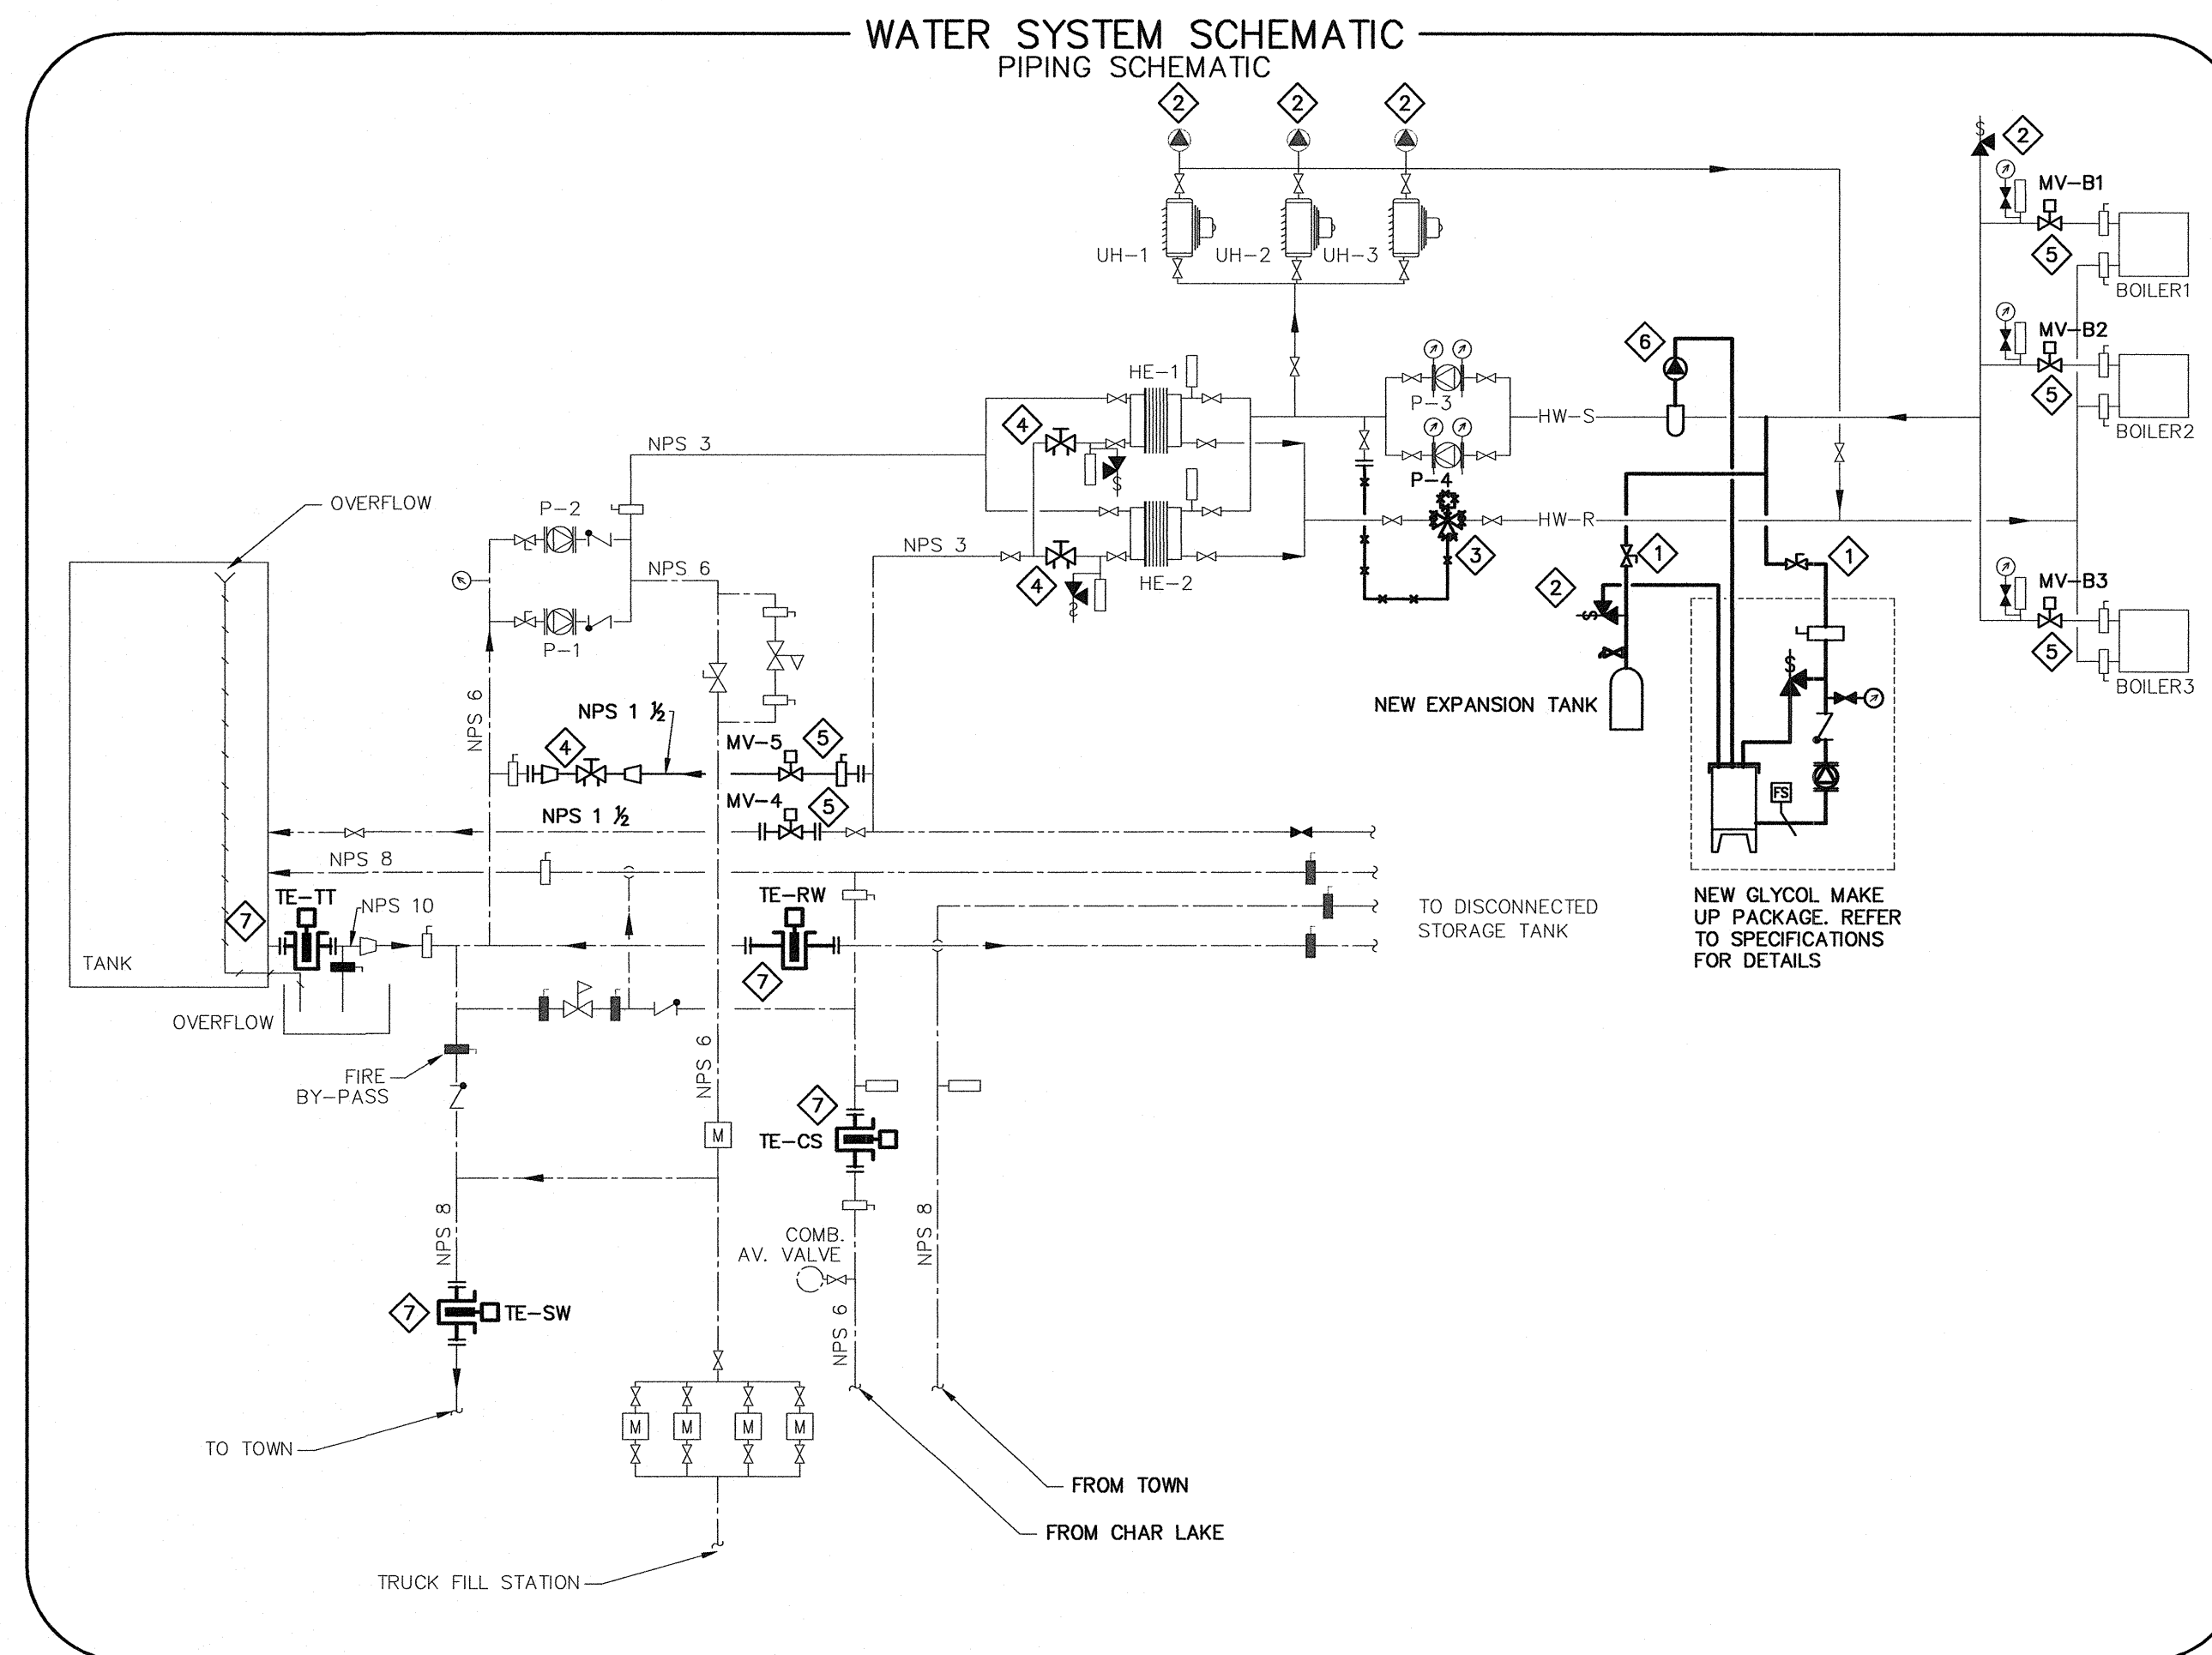 WATER SYSTEM SCHEMATIC
PIPING SCHEMATIC
2 2 2
S 2
MV-B1
5
BOILER1
UH-1 UH-2 UH-3
MV-B2
5
BOILER2
6
HE-1
P-3
HW-S
4
NPS 3
S
P-4
OVERFLOW
P-2
HW-R
3
1
1
NPS 3
4
HE-2
S
NPS 6
2
S
MV-B3
5
BOILER3
P-1
S
NPS 6
NPS 1 ½
NEW EXPANSION TANK
4
MV-5
5
MV-4
5
NPS 1 ½
FS
NPS 8
TE-TT
7
NPS 10
TE-RW
7
TO DISCONNECTED
STORAGE TANK
NEW GLYCOL MAKE
UP PACKAGE. REFER
TO SPECIFICATIONS
FOR DETAILS
TANK
OVERFLOW
FIRE
BY-PASS
NPS 6
M
7
TE-CS
NPS 8
COMB.
AV. VALVE
NPS 8
7
TE-SW
NPS 6
M M M M
TO TOWN
FROM TOWN
FROM CHAR LAKE
TRUCK FILL STATION